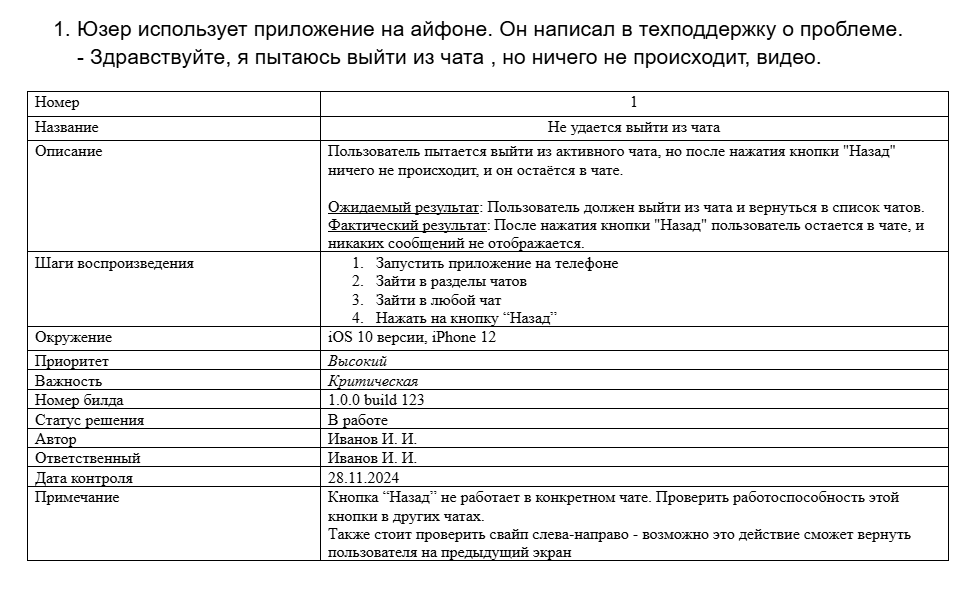 1. Юзер использует приложение на айфоне. Он написал в техподдержку о проблеме.
- Здравствуйте, я пытаюсь выйти из чата , но ничего не происходит, видео.
Номер 1
Название Не удается выйти из чата
Описание Пользователь пытается выйти из активного чата, но после нажатия кнопки "Назад"
ничего не происходит, и он остаётся в чате.
Ожидаемый результат: Пользователь должен выйти из чата и вернуться в список чатов.
Фактический результат: После нажатия кнопки "Назад" пользователь остается в чате, и
никаких сообщений не отображается.
Шаги воспроизведения 1. Запустить приложение на телефоне
2. Зайти в разделы чатов
3. Зайти в любой чат
4. Нажать на кнопку “Назад”
Окружение iOS 10 версии, iPhone 12
Приоритет Высокий
Важность Критическая
Номер билда 1.0.0 build 123
Статус решения В работе
Автор Иванов И. И.
Ответственный Иванов И. И.
Дата контроля 28.11.2024
Примечание Кнопка “Назад” не работает в конкретном чате. Проверить работоспособность этой
кнопки в других чатах.
Также стоит проверить свайп слева-направо - возможно это действие сможет вернуть
пользователя на предыдущий экран